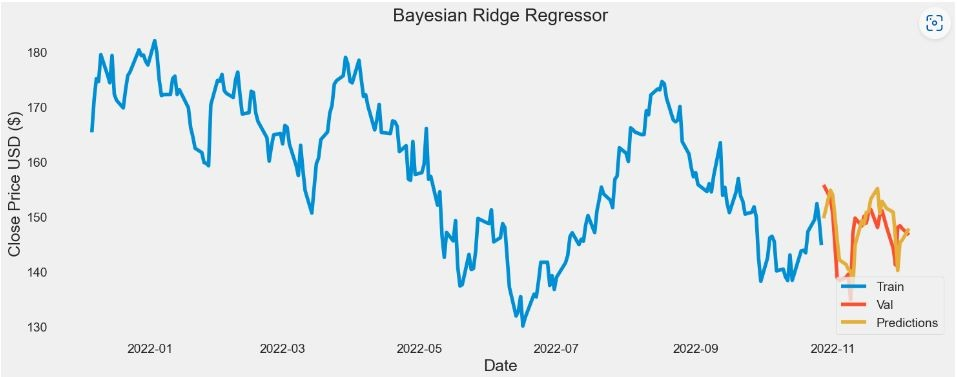 Bayesian Ridge Regressor
Close Price USD ($)
180
170
160
150
140
130
2022-01
2022-03
2022-05
2022-07
2022-09
2022-11
Date
Train
Val
Predictions